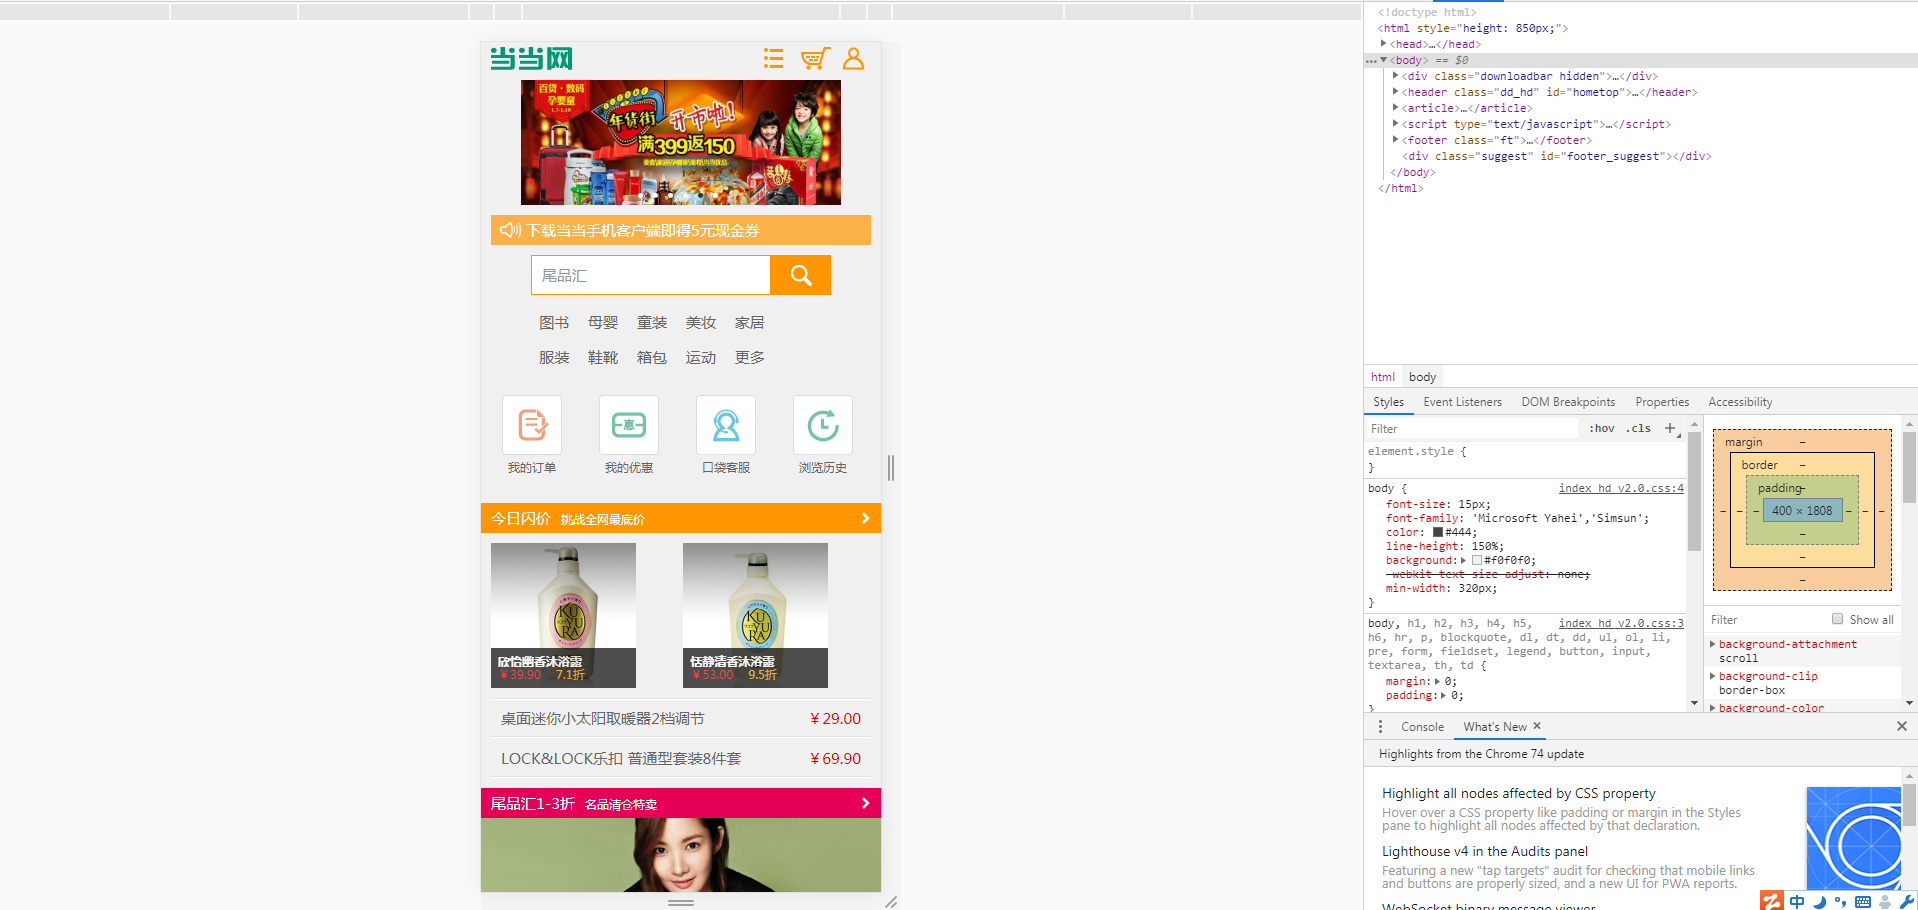 当当网
百货·数码
孕婴童
1.7-1.10
年货街
开市啦!
满399返150
下载当当手机客户端即得5元现金券
尾品汇
图书 母婴 童装 美妆 家居
服装 鞋靴 箱包 运动 更多
惠
我的订单 我的优惠 口袋客服 浏览历史
今日闪价 挑战全网最底价
KUYURA
KUYURA
欣怡幽香沐浴露
¥ 39.90 7.1折
恬静清香沐浴露
¥ 53.00 9.5折
桌面迷你小太阳取暖器2档调节 ¥ 29.00
LOCK&LOCK乐扣 普通型套装8件套 ¥ 69.90
尾品汇1-3折 名品清仓特卖
<!doctype html>
<html style="height: 850px;">
<head>…</head>
<body> == $0
<div class="downloadbar hidden">…</div>
<header class="dd_hd" id="hometop">…</header>
<article>…</article>
<script type="text/javascript">…</script>
<footer class="ft">…</footer>
<div class="suggest" id="footer_suggest"></div>
</body>
</html>
html body
Styles Event Listeners DOM Breakpoints Properties Accessibility
Filter :hov .cls +
element.style {
}
body { index_hd_v2.0.css:4
font-size: 15px;
font-family: 'Microsoft Yahei','Simsun';
color: #444;
line-height: 150%;
background: #f0f0f0;
-webkit-text-size-adjust: none;
min-width: 320px;
}
body, h1, h2, h3, h4, h5, index_hd_v2.0.css:3
h6, hr, p, blockquote, dl, dt, dd, ul, ol, li,
pre, form, fieldset, legend, button, input,
textarea, th, td {
margin: 0;
padding: 0;
}
margin –
border –
padding –
– – – 400 × 1808 – – –
–
–
–
Filter Show all
background-attachment
scroll
background-clip
border-box
background-color
Console What's New ×
Highlights from the Chrome 74 update
Highlight all nodes affected by CSS property
Hover over a CSS property like padding or margin in the Styles
pane to highlight all nodes affected by that declaration.
Lighthouse v4 in the Audits panel
Featuring a new "tap targets" audit for checking that mobile links
and buttons are properly sized, and a new UI for PWA reports.
WebSocket binary message viewer
中